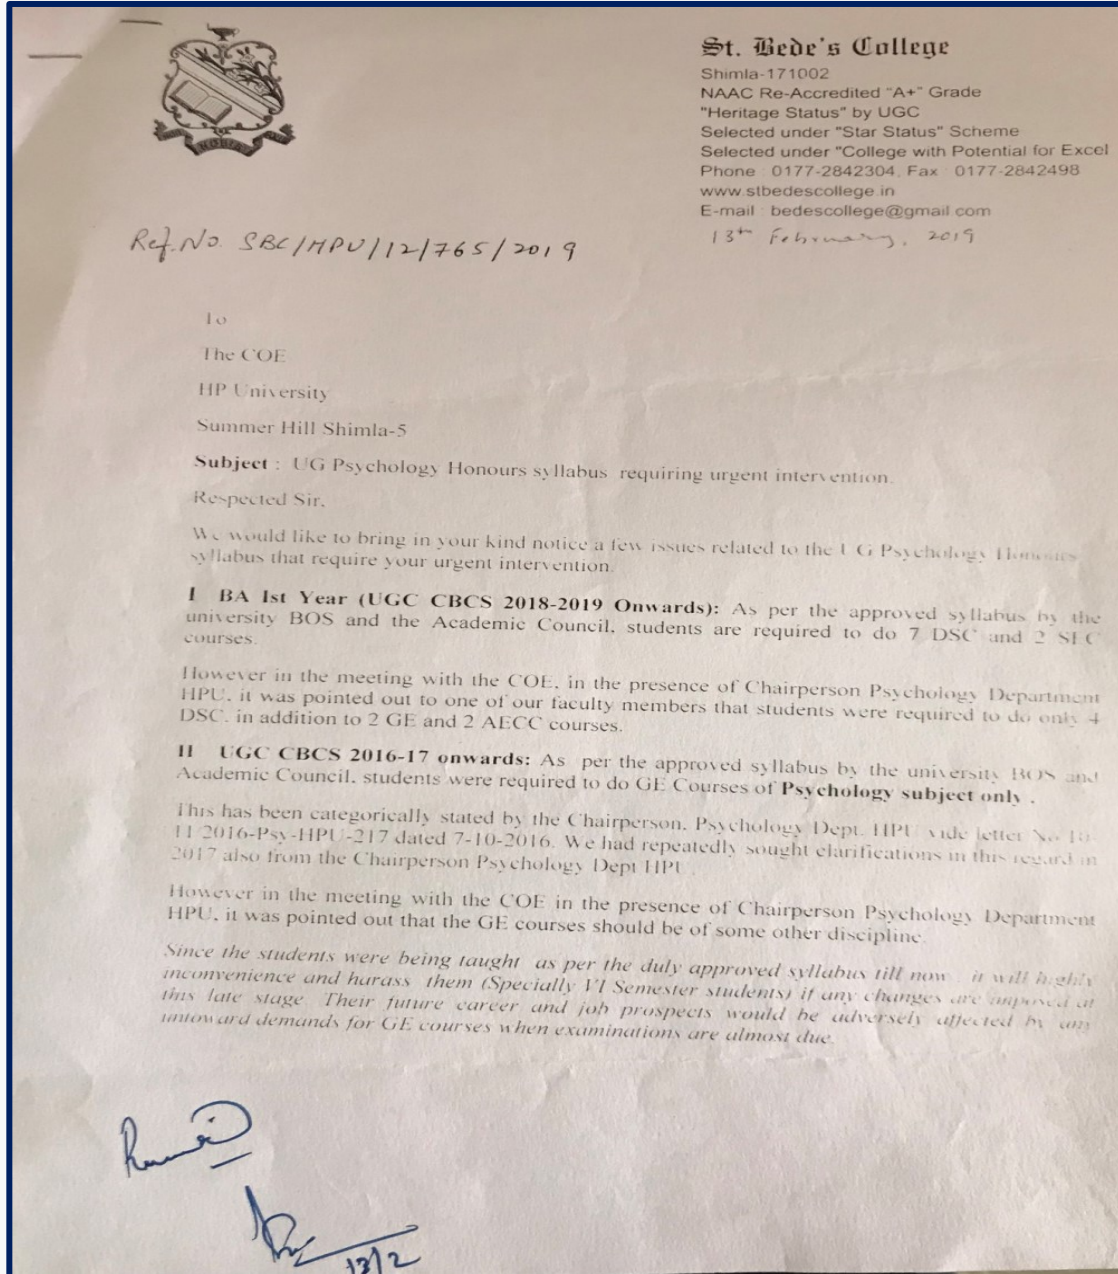 St. Bede's College
Shimla-171002
NAAC Re-Accredited "A+" Grade
"Heritage Status" by UGC
Selected under "Star Status" Scheme
Selected under "College with Potential for Excel
Phone : 0177-2842304, Fax : 0177-2842498
www.stbedescollege.in
E-mail : bedescollege@gmail.com
13th February, 2019
Ref. No. SBC/HPU/12/765/2019
To
The COE
HP University
Summer Hill Shimla-5
Subject : UG Psychology Honours syllabus requiring urgent intervention.
Respected Sir,
We would like to bring in your kind notice a few issues related to the U G Psychology Honours
syllabus that require your urgent intervention.
I BA Ist Year (UGC CBCS 2018-2019 Onwards): As per the approved syllabus by the
university BOS and the Academic Council, students are required to do 7 DSC and 2 SEC
courses.
However in the meeting with the COE, in the presence of Chairperson Psychology Department
HPU, it was pointed out to one of our faculty members that students were required to do only 4
DSC, in addition to 2 GE and 2 AECC courses.
II UGC CBCS 2016-17 onwards: As per the approved syllabus by the university BOS and
Academic Council, students were required to do GE Courses of Psychology subject only .
This has been categorically stated by the Chairperson, Psychology Dept. HPU vide letter No
11 2016-Psy-HPU-217 dated 7-10-2016. We had repeatedly sought clarifications in this regard in
2017 also from the Chairperson Psychology Dept HPU.
However in the meeting with the COE in the presence of Chairperson Psychology Department
HPU, it was pointed out that the GE courses should be of some other discipline.
Since the students were being taught as per the duly approved syllabus till now it will highly
inconvenience and harass them (Specially VI Semester students) if any changes are imposed at
this late stage Their future career and job prospects would be adversely affected by any
untoward demands for GE courses when examinations are almost due.
13/2